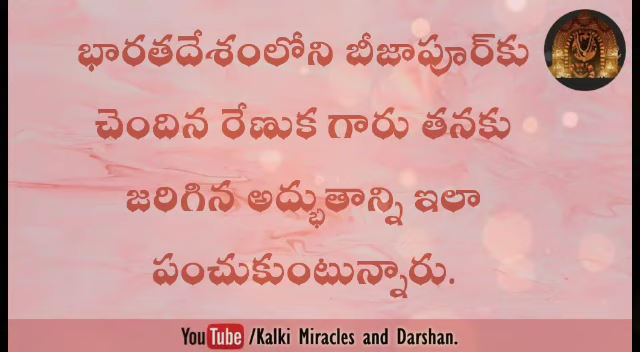 భారతదేశంలోని బీజాపూర్‌కు
చెందిన రేణుక గారు తనకు
జరిగిన అద్భుతాన్ని ఇలా
పంచుకుంటున్నారు.
YouTube /Kalki Miracles and Darshan.